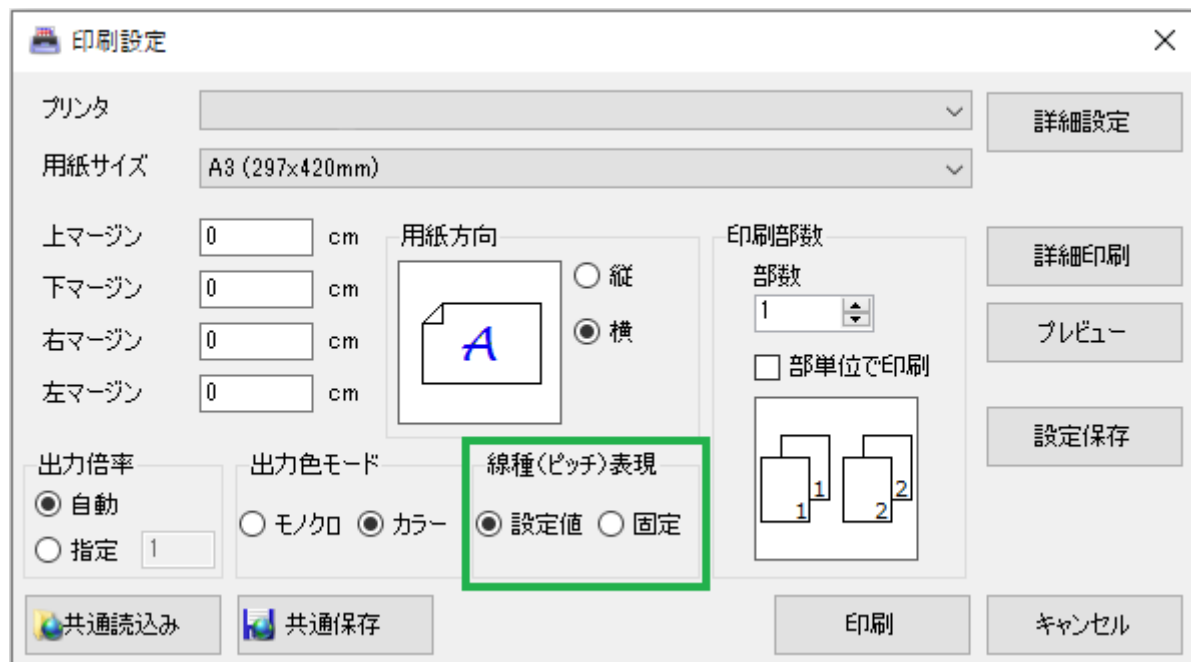 印刷設定
プリンタ
詳細設定
用紙サイズ A3 (297x420mm)
上マージン 0 cm
下マージン 0 cm
右マージン 0 cm
左マージン 0 cm
用紙方向
A
縦
横
印刷部数
部数
1
部単位で印刷
1 1 2 2
詳細印刷
プレビュー
設定保存
出力倍率
自動
指定 1
出力色モード
モノクロ カラー
線種(ピッチ)表現
設定値 固定
共通読込み 共通保存 印刷 キャンセル